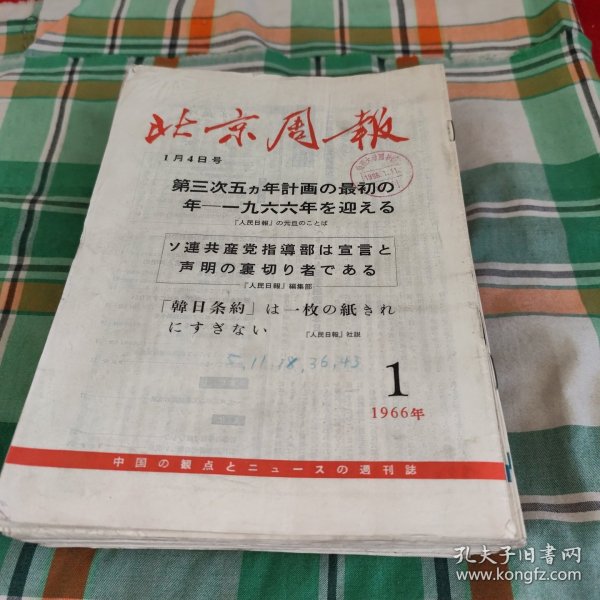 北京周報
1月4日号
第三次五ヵ年計画の最初の
年――一九六六年を迎える
『人民日報』の元旦のことば
ソ連共産党指導部は宣言と
声明の裏切り者である
『人民日報』編集部
「韓日条約」は一枚の紙きれ
にすぎない
『人民日報』社説
5,11,18,36,43
1
1966年
中国の観点とニュースの週刊誌
孔夫子旧书网
www.kongfz.com